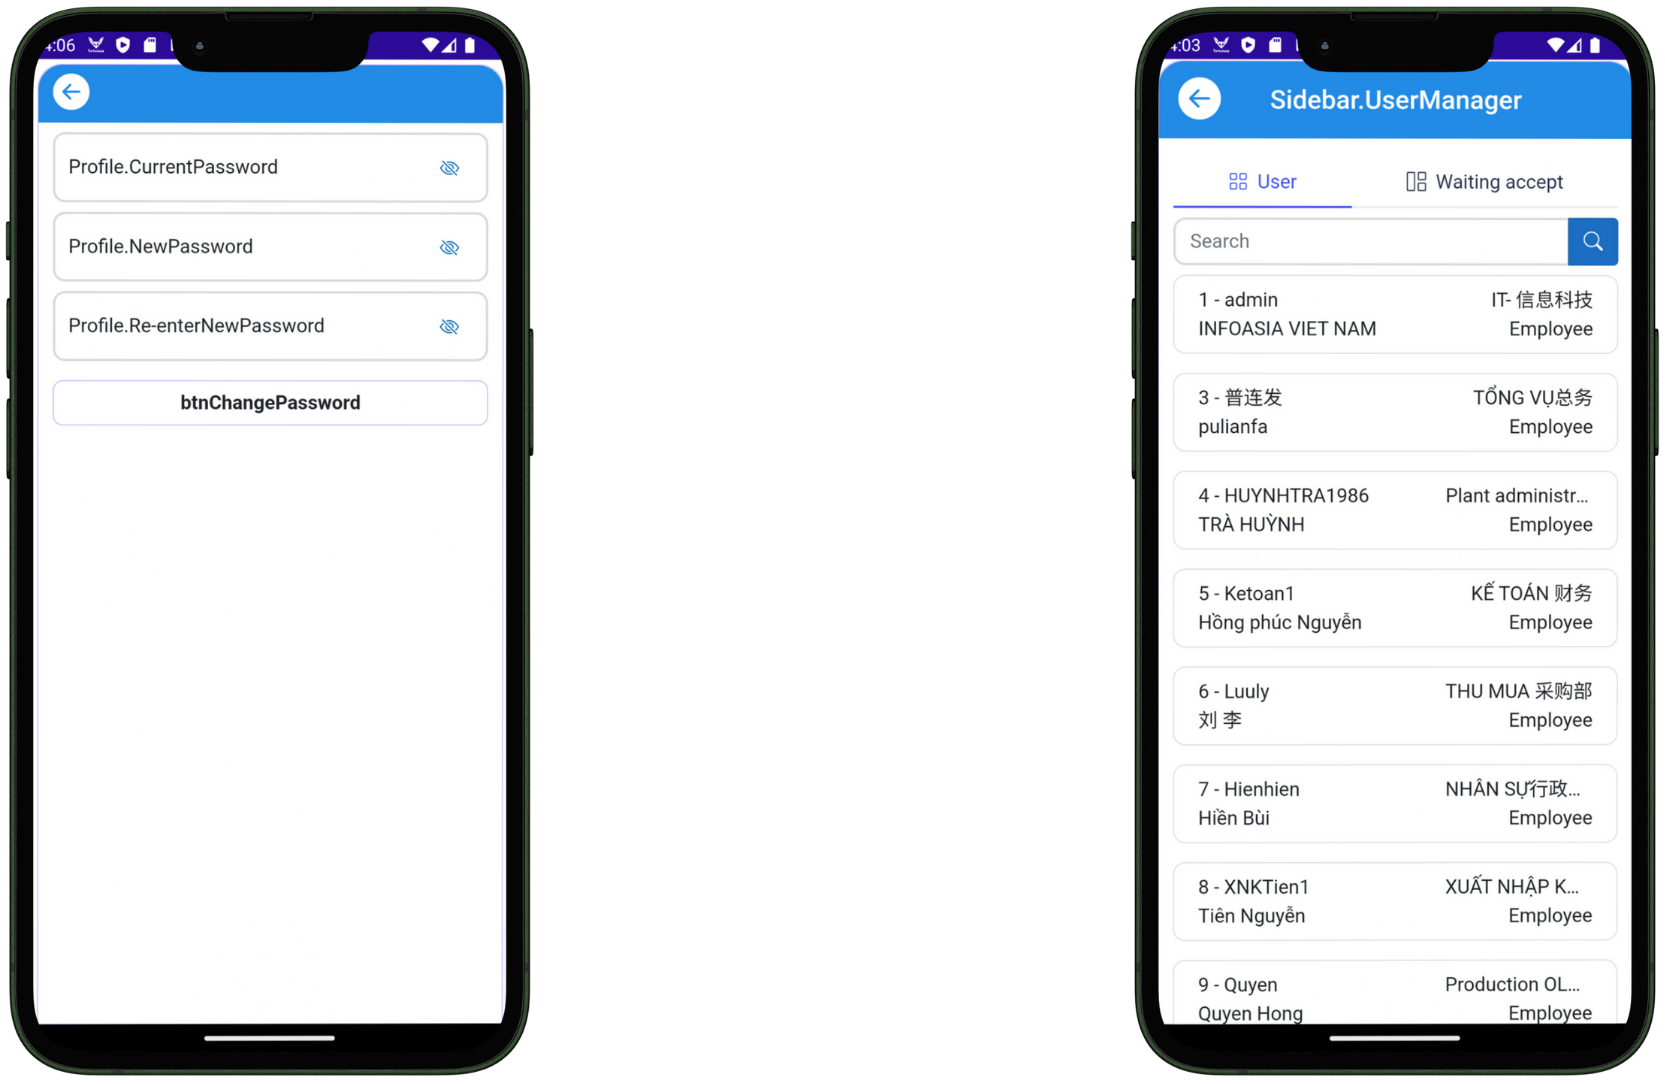 4:06
Profile.CurrentPassword
Profile.NewPassword
Profile.Re-enterNewPassword
btnChangePassword
4:03
Sidebar.UserManager
User
Waiting accept
Search
1 - admin
IT- 信息科技
INFOASIA VIET NAM
Employee
3 - 普连发
TỔNG VỤ总务
pulianfa
Employee
4 - HUYNHTRA1986
Plant administr...
TRÀ HUỲNH
Employee
5 - Ketoan1
KẾ TOÁN 财务
Hồng phúc Nguyễn
Employee
6 - Luuly
THU MUA 采购部
刘 李
Employee
7 - Hienhien
NHÂN SỰ行政...
Hiền Bùi
Employee
8 - XNKTien1
XUẤT NHẬP K...
Tiên Nguyễn
Employee
9 - Quyen
Production OL...
Quyen Hong
Employee